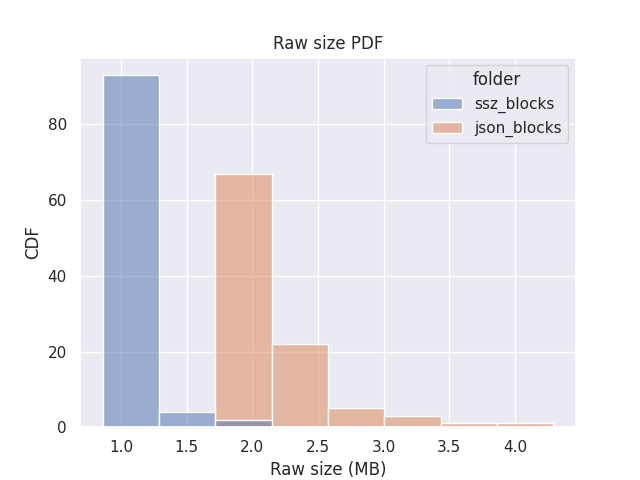 Raw size PDF
folder
ssz_blocks
json_blocks
CDF
80
60
40
20
0
1.0 1.5 2.0 2.5 3.0 3.5 4.0
Raw size (MB)